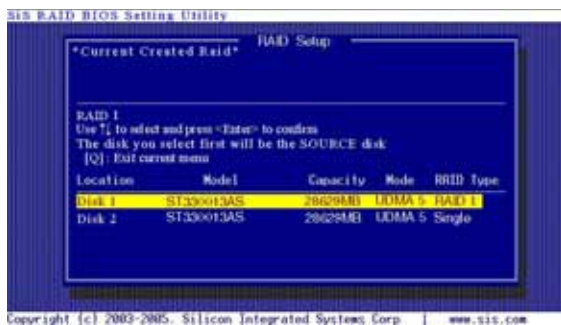 SiS RAID BIOS Setting Utility
RAID Setup
*Current Created Raid*
RAID 1
Use ↑↓ to select and press <Enter> to confirm
The disk you select first will be the SOURCE disk
[Q] : Exit current menu
Location Model Capacity Mode RAID Type
Disk 1 ST330013AS 28629MB UDMA 5 RAID 1
Disk 2 ST330013AS 28629MB UDMA 5 Single
Copyright (c) 2003-2005. Silicon Integrated Systems Corp | www.sis.com